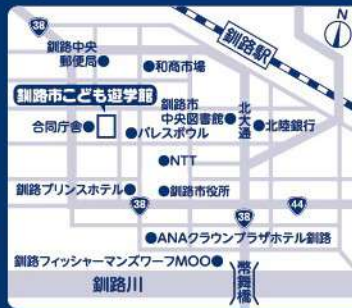 38
N
釧路駅
釧路中央
郵便局
和商市場
釧路市こども遊学館
合同庁舎
パレスボウル
釧路市
中央図書館
北大通
北陸銀行
NTT
釧路プリンスホテル
釧路市役所
38
38
44
ANAクラウンプラザホテル釧路
釧路フィッシャーマンズワーフMOO
幣舞橋
釧路川